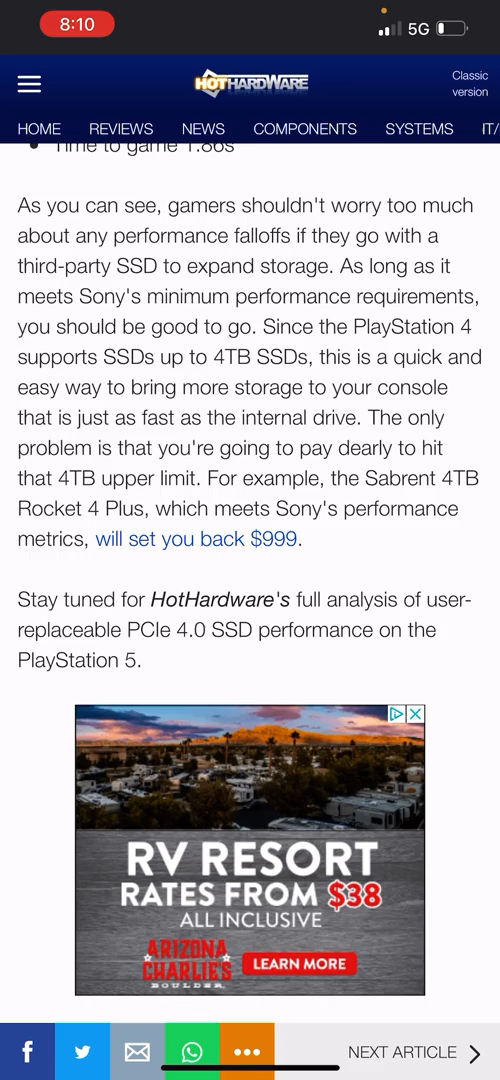 8:10
5G
HOTHARDWARE
Classic
version
HOME REVIEWS NEWS COMPONENTS SYSTEMS IT/
Time to game 1.86s
As you can see, gamers shouldn't worry too much
about any performance falloffs if they go with a
third-party SSD to expand storage. As long as it
meets Sony's minimum performance requirements,
you should be good to go. Since the PlayStation 4
supports SSDs up to 4TB SSDs, this is a quick and
easy way to bring more storage to your console
that is just as fast as the internal drive. The only
problem is that you're going to pay dearly to hit
that 4TB upper limit. For example, the Sabrent 4TB
Rocket 4 Plus, which meets Sony's performance
metrics, will set you back $999.
Stay tuned for HotHardware's full analysis of user-
replaceable PCIe 4.0 SSD performance on the
PlayStation 5.
RV RESORT
RATES FROM $38
ALL INCLUSIVE
ARIZONA
CHARLIE'S
BOULDER
LEARN MORE
NEXT ARTICLE